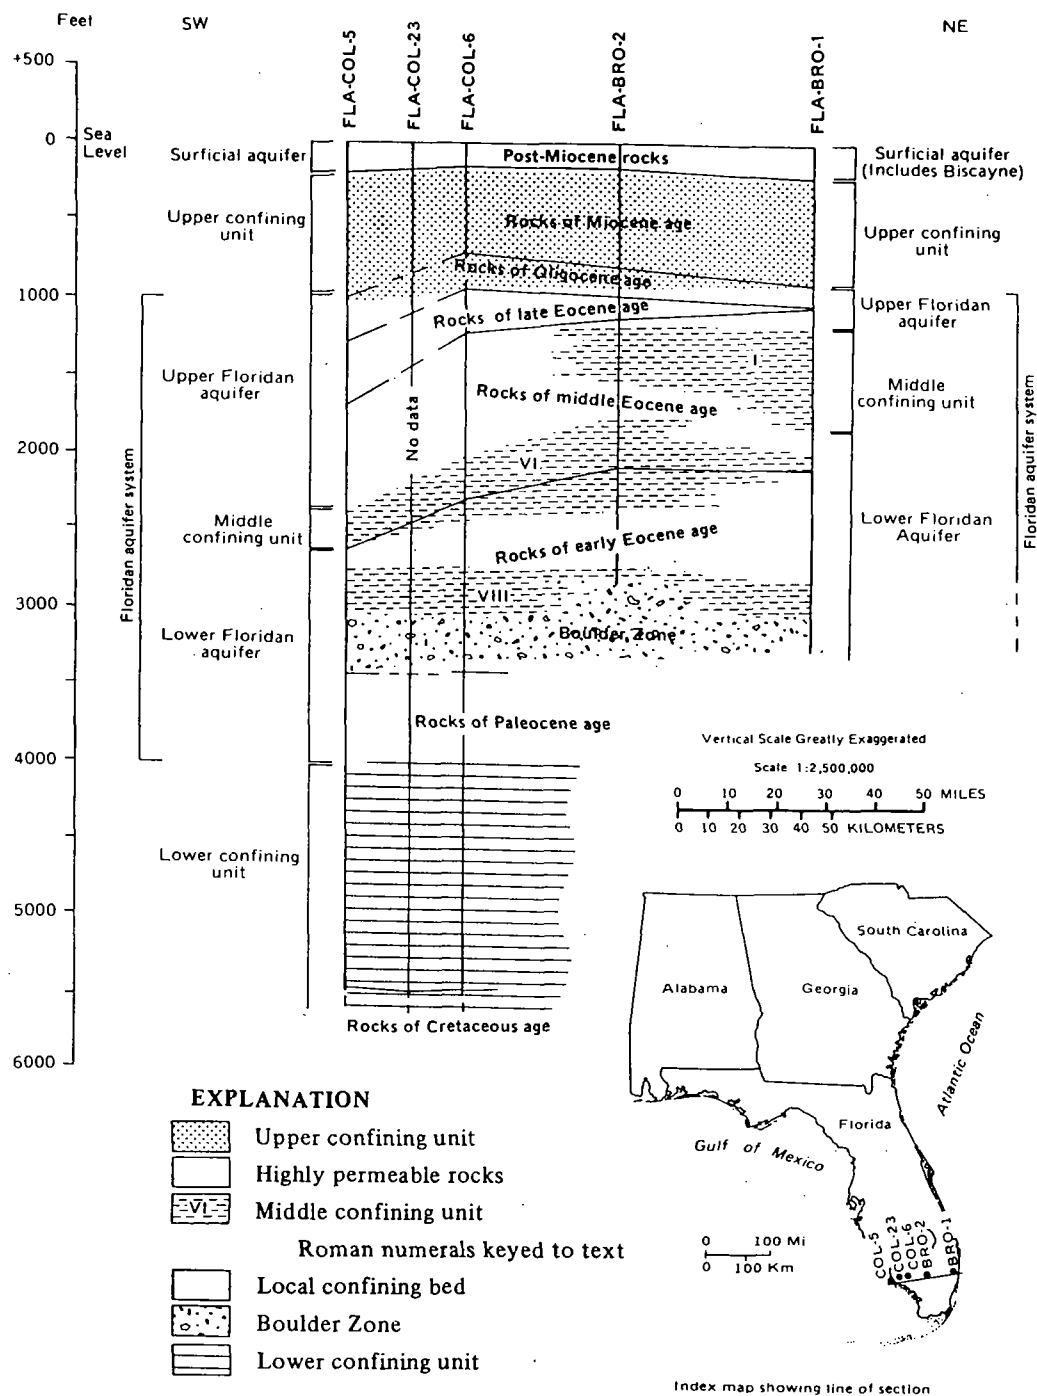 Feet
SW
NE
FLA-COL-5
FLA-COL-23
FLA-COL-6
FLA-BRO-2
FLA-BRO-1
+500
0
Sea
Level
1000
2000
3000
4000
5000
6000
Surficial aquifer
Upper confining
unit
Floridan aquifer system
Upper Floridan
aquifer
Middle
confining unit
Lower Floridan
aquifer
Lower confining
unit
Post-Miocene rocks
Rocks of Miocene age
Rocks of Oligocene age
Rocks of late Eocene age
I
Rocks of middle Eocene age
No data
VI
Rocks of early Eocene age
VIII
Boulder Zone
Rocks of Paleocene age
Rocks of Cretaceous age
Surficial aquifer
(Includes Biscayne)
Upper confining
unit
Upper Floridan
aquifer
Middle
confining unit
Lower Floridan
Aquifer
Floridan aquifer system
Vertical Scale Greatly Exaggerated
Scale 1:2,500,000
0 10 20 30 40 50 MILES
0 10 20 30 40 50 KILOMETERS
EXPLANATION
Upper confining unit
Highly permeable rocks
VI Middle confining unit
Roman numerals keyed to text
Local confining bed
Boulder Zone
Lower confining unit
South Carolina
Alabama
Georgia
Atlantic Ocean
Florida
Gulf of Mexico
0 100 Mi
0 100 Km
COL-5
COL-23
COL-6
BRO-2
BRO-1
Index map showing line of section